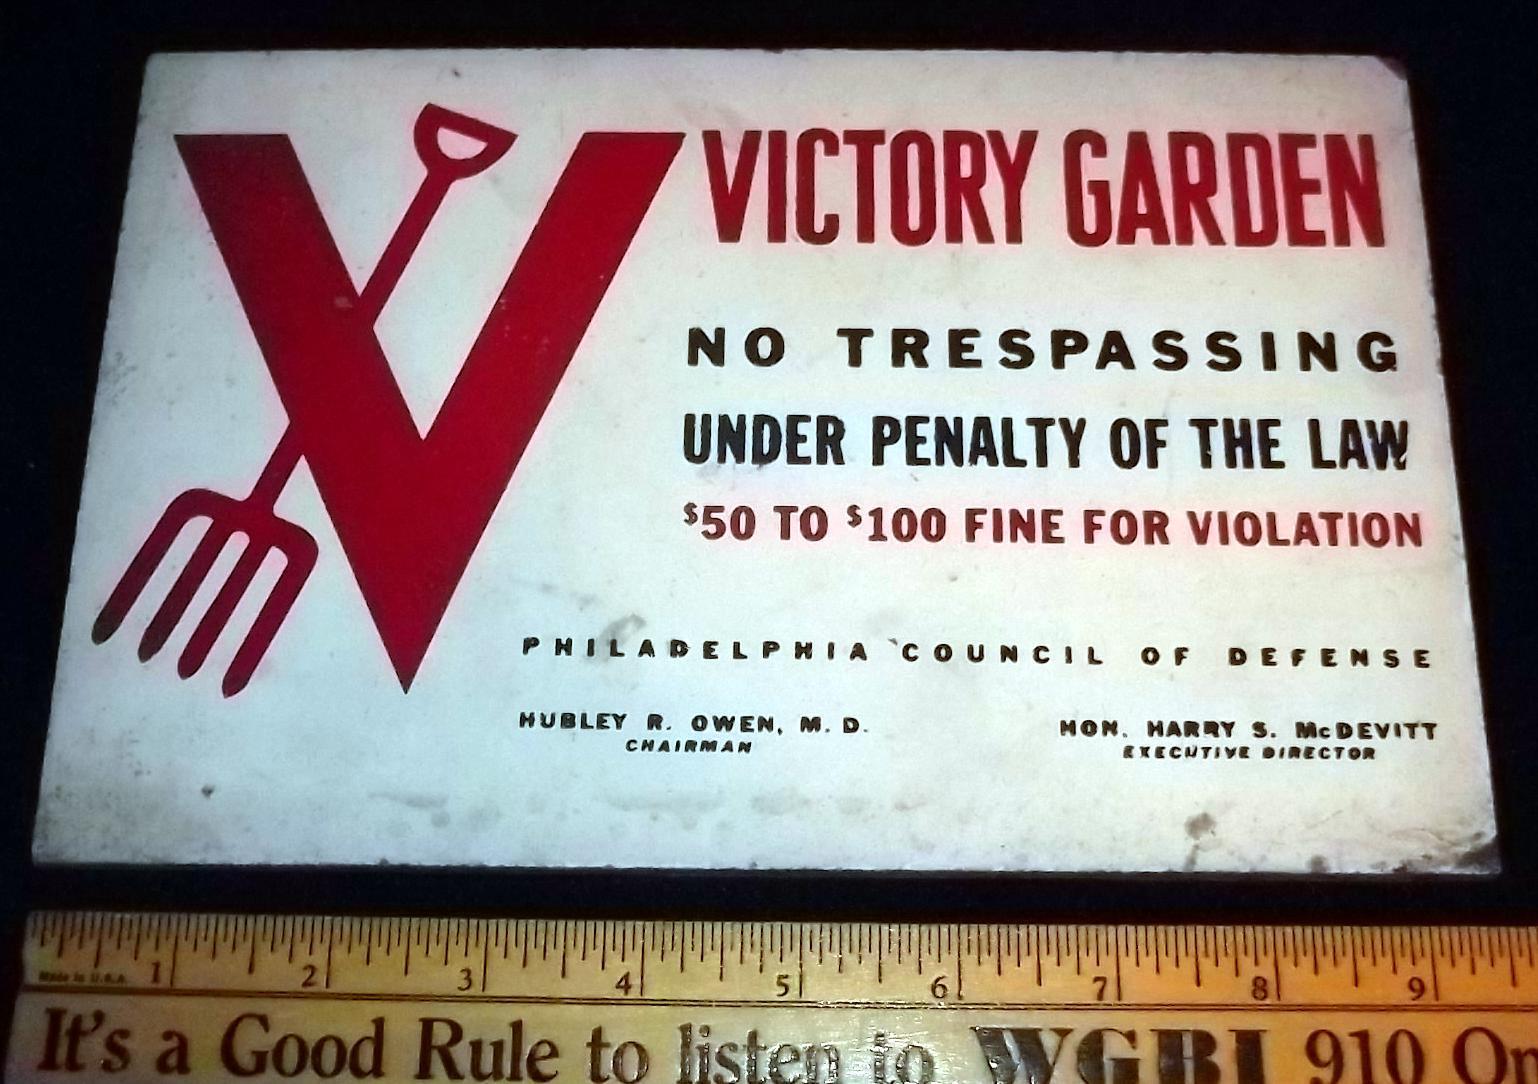 V
VICTORY GARDEN
NO TRESPASSING
UNDER PENALTY OF THE LAW
$50 TO $100 FINE FOR VIOLATION
PHILADELPHIA COUNCIL OF DEFENSE
HUBLEY R. OWEN, M. D.
CHAIRMAN
HON. HARRY S. McDEVITT
EXECUTIVE DIRECTOR
1 2 3 4 5 6 7 8 9
Made in U.S.A.
It's a Good Rule to listen to WGBI 910 On